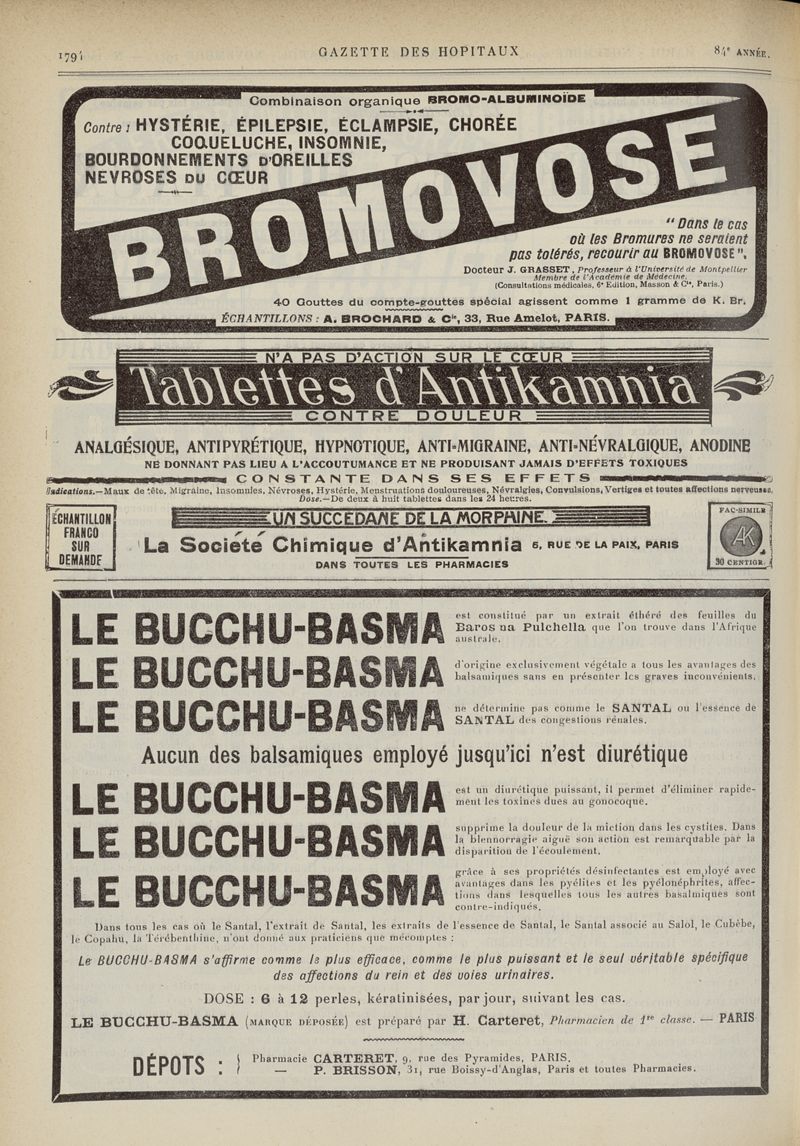 1794
GAZETTE DES HOPITAUX
84e ANNÉE.
Combinaison organique BROMO-ALBUMINOÏDE
Contre : HYSTÉRIE, ÉPILEPSIE, ÉCLAMPSIE, CHORÉE
COQUELUCHE, INSOMNIE,
BOURDONNEMENTS D'OREILLES
NEVROSES DU CŒUR
BROMOVOSE
"Dans le cas
où les Bromures ne seraient
pas tolérés, recourir au BROMOVOSE".
Docteur J. GRASSET, Professeur à l'Université de Montpellier
Membre de l'Académie de Médecine.
(Consultations médicales, 6e Edition, Masson & Cie, Paris.)
40 Gouttes du compte-gouttes spécial agissent comme 1 gramme de K. Br.
ÉCHANTILLONS : A. BROCHARD & Cie, 33, Rue Amelot, PARIS.
N'A PAS D'ACTION SUR LE CŒUR
Tablettes d'Antikamnia
CONTRE DOULEUR
ANALGÉSIQUE, ANTIPYRÉTIQUE, HYPNOTIQUE, ANTI-MIGRAINE, ANTI-NÉVRALGIQUE, ANODINE
NE DONNANT PAS LIEU A L'ACCOUTUMANCE ET NE PRODUISANT JAMAIS D'EFFETS TOXIQUES
CONSTANTE DANS SES EFFETS
Indications.—Maux de tête, Migraine, Insomnies, Névroses, Hystérie, Menstruations douloureuses, Névralgies, Convulsions, Vertiges et toutes affections nerveuses.
Dose.—De deux à huit tablettes dans les 24 heures.
ÉCHANTILLON
FRANCO
SUR
DEMANDE
UN SUCCEDANE DE LA MORPHINE.
La Société Chimique d'Antikamnia 5, RUE DE LA PAIX, PARIS
DANS TOUTES LES PHARMACIES
FAC-SIMILE
AK
30 CENTIGR.
LE BUCCHU-BASMA est constitué par un extrait éthéré des feuilles du
Baros na Pulchella que l'on trouve dans l'Afrique
australe.
LE BUCCHU-BASMA d'origine exclusivement végétale a tous les avantages des
balsamiques sans en présenter les graves inconvénients.
LE BUCCHU-BASMA ne détermine pas comme le SANTAL ou l'essence de
SANTAL des congestions rénales.
Aucun des balsamiques employé jusqu'ici n'est diurétique
LE BUCCHU-BASMA est un diurétique puissant, il permet d'éliminer rapide-
ment les toxines dues au gonocoque.
LE BUCCHU-BASMA supprime la douleur de la miction dans les cystites. Dans
la blennorragie aiguë son action est remarquable par la
disparition de l'écoulement.
LE BUCCHU-BASMA grâce à ses propriétés désinfectantes est employé avec
avantages dans les pyélites et les pyélonéphrites, affec-
tions dans lesquelles tous les autres basalmiques sont
contre-indiqués.
Dans tous les cas où le Santal, l'extrait de Santal, les extraits de l'essence de Santal, le Santal associé au Salol, le Cubèbe,
le Copahu, la Térébenthine, n'ont donné aux praticiens que mécomptes :
Le BUCCHU-BASMA s'affirme comme le plus efficace, comme le plus puissant et le seul véritable spécifique
des affections du rein et des voies urinaires.
DOSE : 6 à 12 perles, kératinisées, par jour, suivant les cas.
LE BUCCHU-BASMA (MARQUE DÉPOSÉE) est préparé par H. Carteret, Pharmacien de 1re classe. — PARIS
DÉPOTS : { Pharmacie CARTERET, 9, rue des Pyramides, PARIS.
— P. BRISSON, 31, rue Boissy-d'Anglas, Paris et toutes Pharmacies.